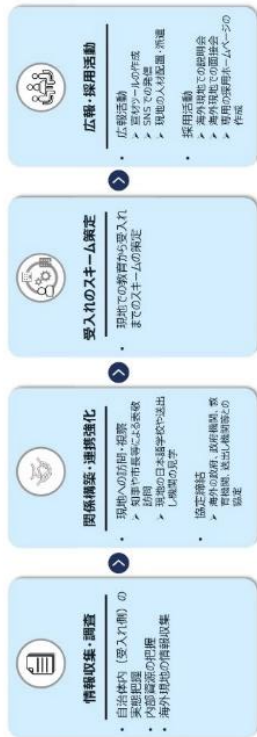 情報収集・調査
・自治体内（受入れ側）の
実態把握
・内部資源の把握
・海外現地の情報収集
関係構築・連携強化
・現地への訪問・視察
➢ 知事や市長等による表敬
訪問
➢ 現地の日本語学校や送出
し機関の見学
・協定締結
➢ 海外の政府、政府機関、教
育機関、送出し機関等との
協定
受入れのスキーム策定
・現地での教育から受入れ
までのスキームの策定
広報・採用活動
・広報活動
➢ 宣材ツールの作成
➢ SNSでの発信
➢ 現地の人材配置・派遣
・採用活動
➢ 海外現地での説明会
➢ 海外現地での面接会
➢ 専用の採用ホームページの
作成